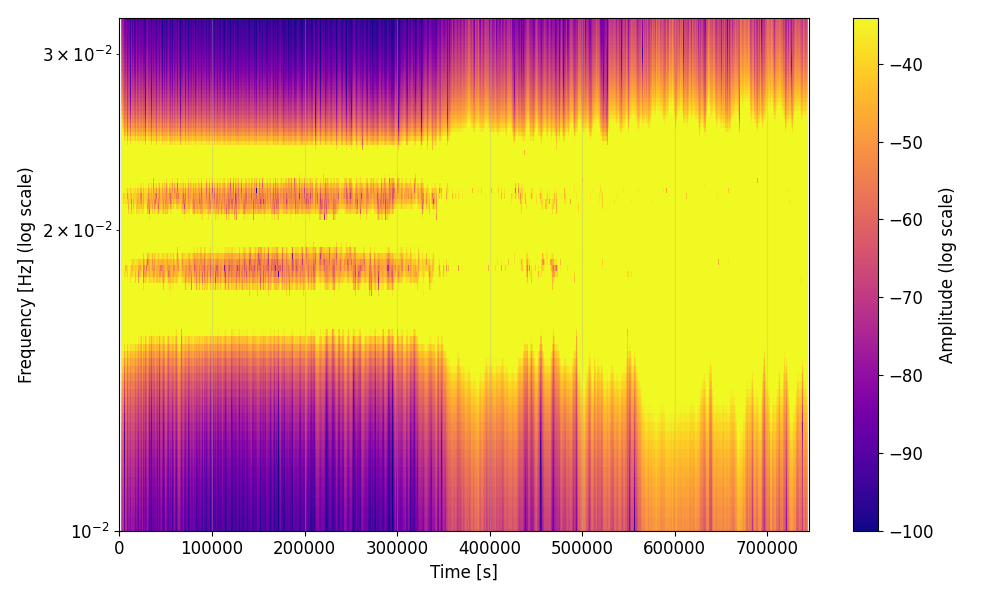 3 × 10⁻²
2 × 10⁻²
10⁻²
Frequency [Hz] (log scale)
0 100000 200000 300000 400000 500000 600000 700000
Time [s]
−40
−50
−60
−70
−80
−90
−100
Amplitude (log scale)